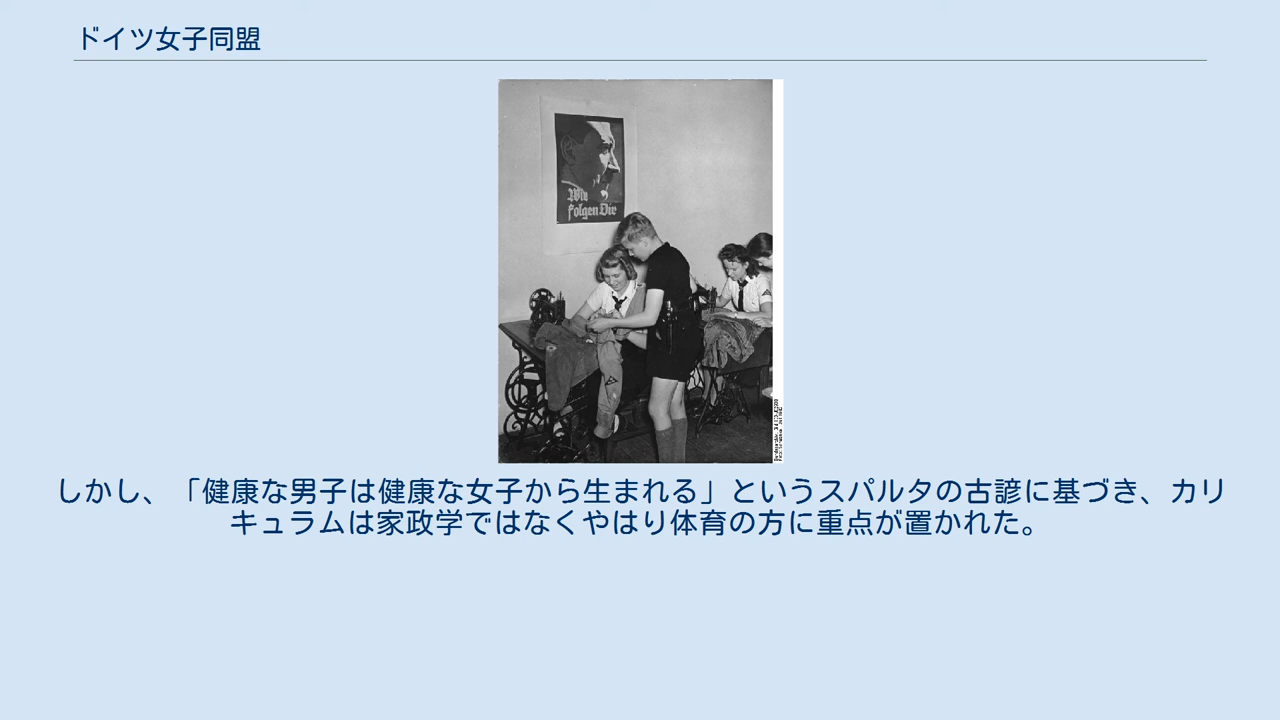 ドイツ女子同盟
Wir
folgen Dir
しかし、「健康な男子は健康な女子から生まれる」というスパルタの古諺に基づき、カリ
キュラムは家政学ではなくやはり体育の方に重点が置かれた。